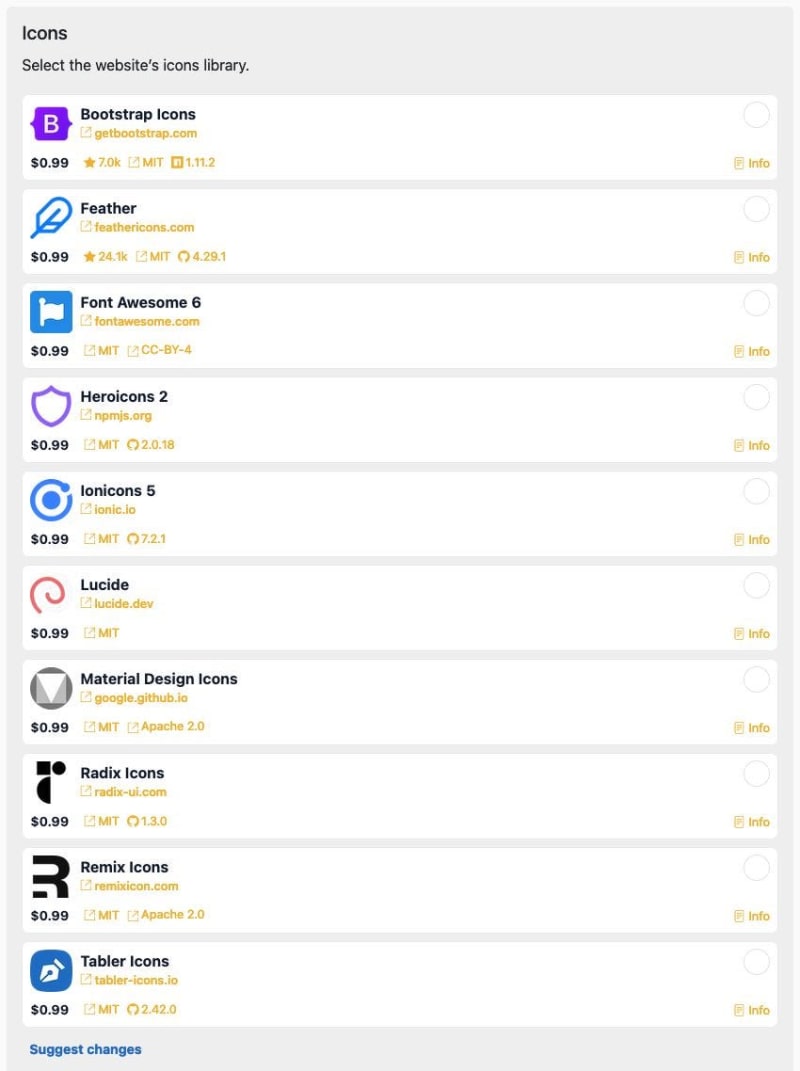 Icons
Select the website's icons library.
Bootstrap Icons
getbootstrap.com
$0.99 7.0k MIT 1.11.2 Info
Feather
feathericons.com
$0.99 24.1k MIT 4.29.1 Info
Font Awesome 6
fontawesome.com
$0.99 MIT CC-BY-4 Info
Heroicons 2
npmjs.org
$0.99 MIT 2.0.18 Info
Ionicons 5
ionic.io
$0.99 MIT 7.2.1 Info
Lucide
lucide.dev
$0.99 MIT Info
Material Design Icons
google.github.io
$0.99 MIT Apache 2.0 Info
Radix Icons
radix-ui.com
$0.99 MIT 1.3.0 Info
Remix Icons
remixicon.com
$0.99 MIT Apache 2.0 Info
Tabler Icons
tabler-icons.io
$0.99 MIT 2.42.0 Info
Suggest changes